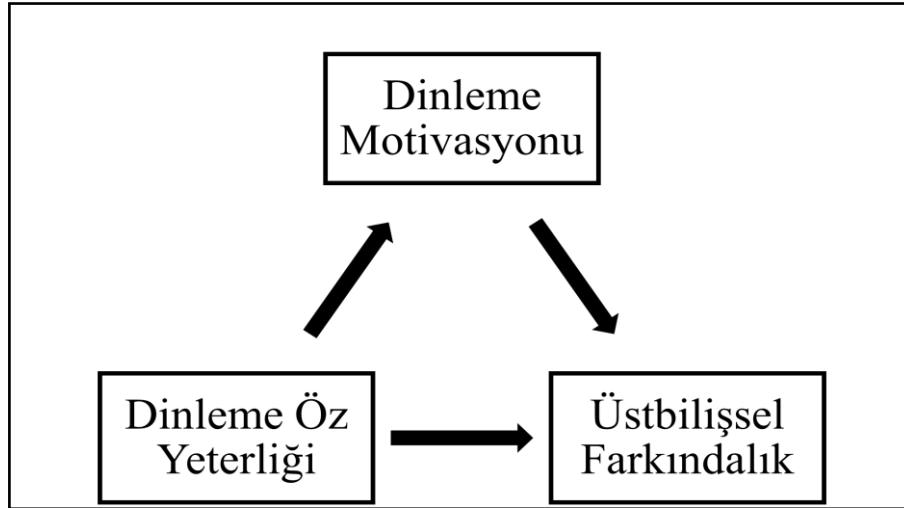 Dinleme
Motivasyonu
Dinleme Öz
Yeterliği
Üstbilişsel
Farkındalık